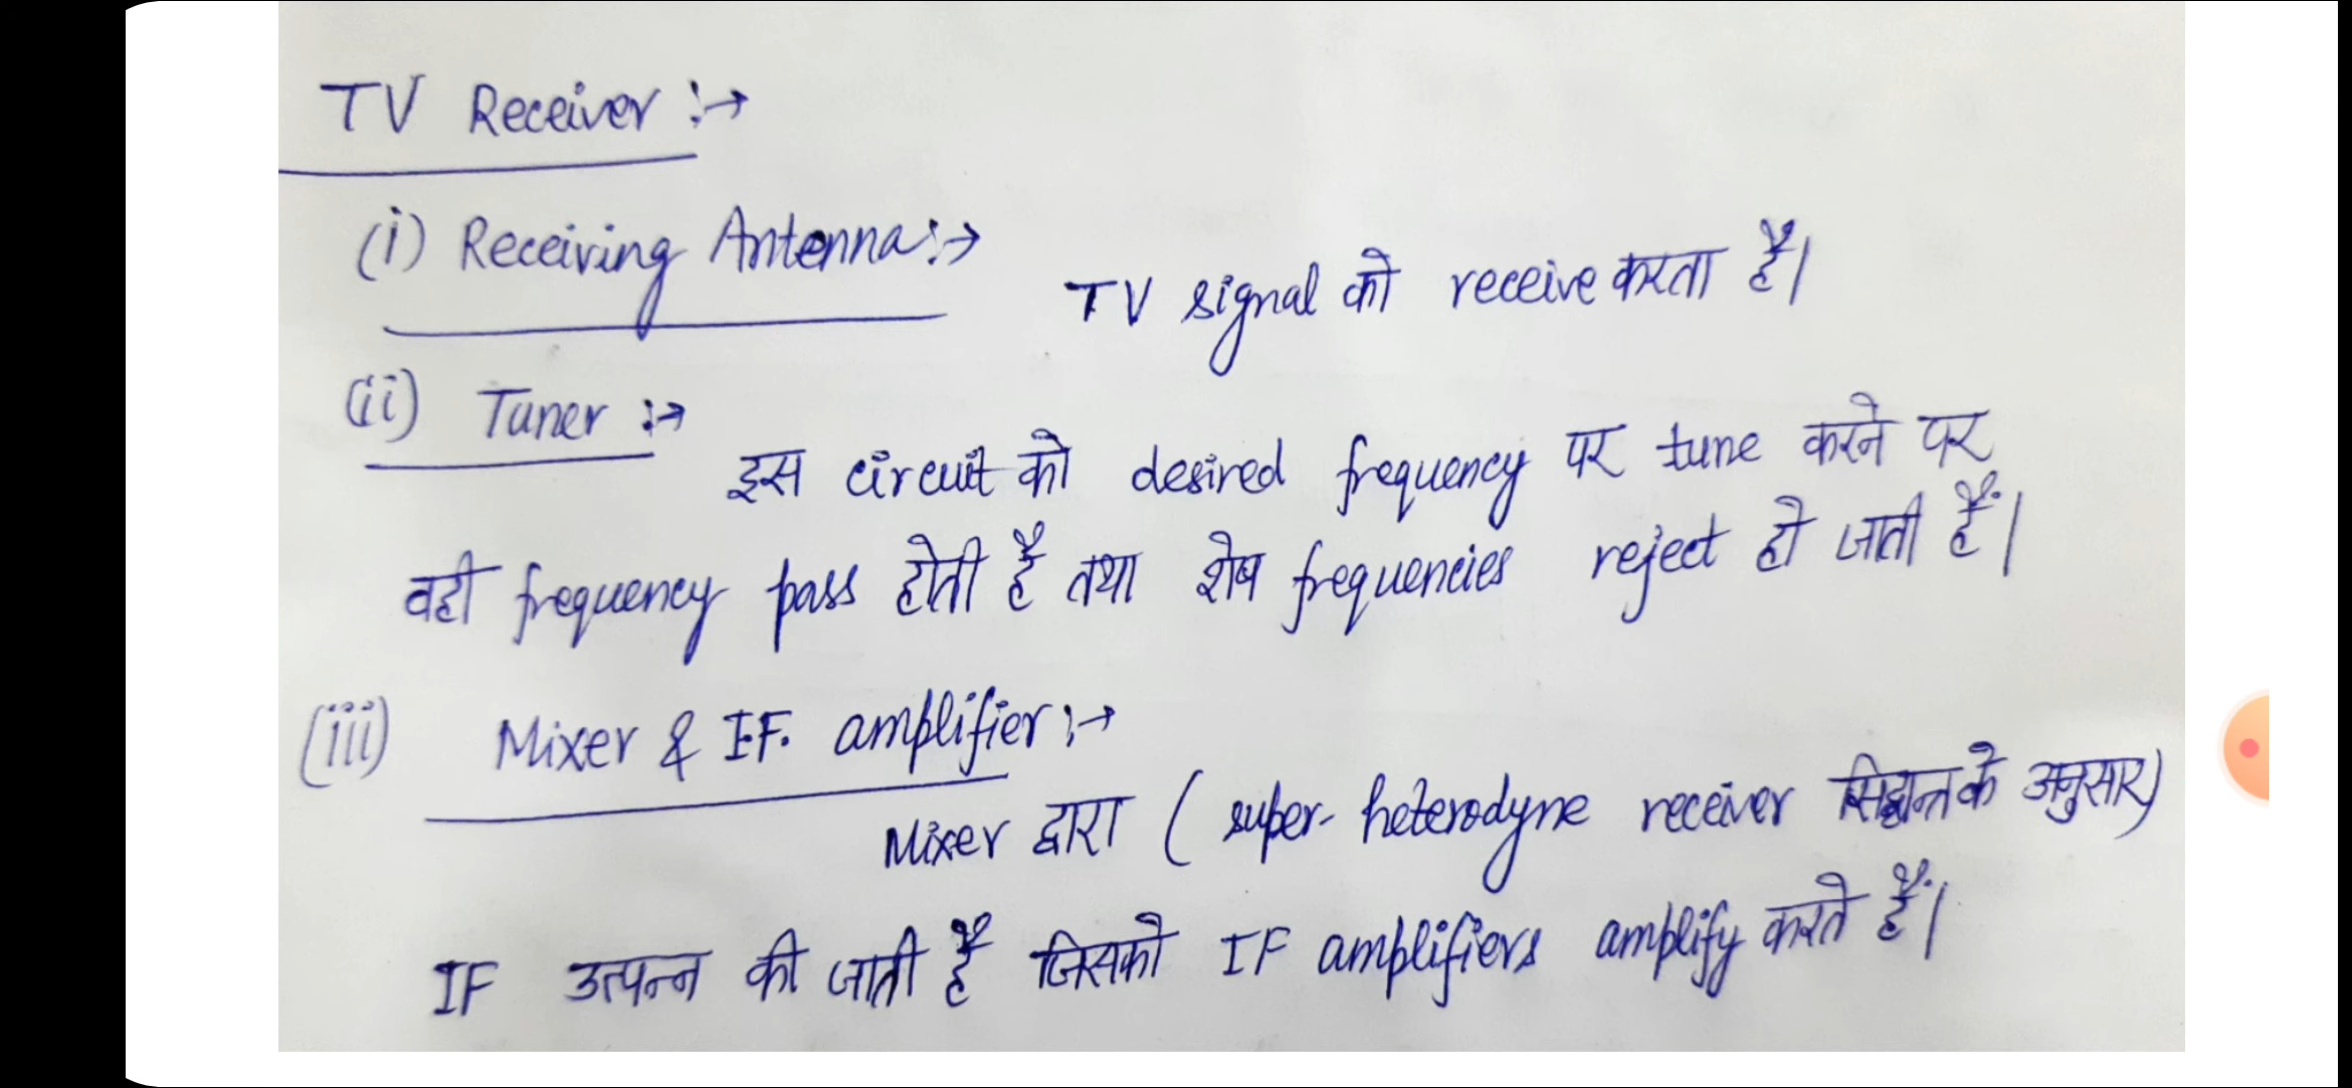 TV Receiver :→
(i) Receiving Antenna :→
TV signal को receive करता है।
(ii) Tuner :→
इस circuit को desired frequency पर tune करने पर
वही frequency pass होती है तथा शेष frequencies reject हो जाती हैं।
(iii) Mixer & I.F. amplifier :→
Mixer द्वारा ( super-heterodyne receiver सिद्धान्त के अनुसार)
IF उत्पन्न की जाती है जिसको IF amplifiers amplify करते हैं।